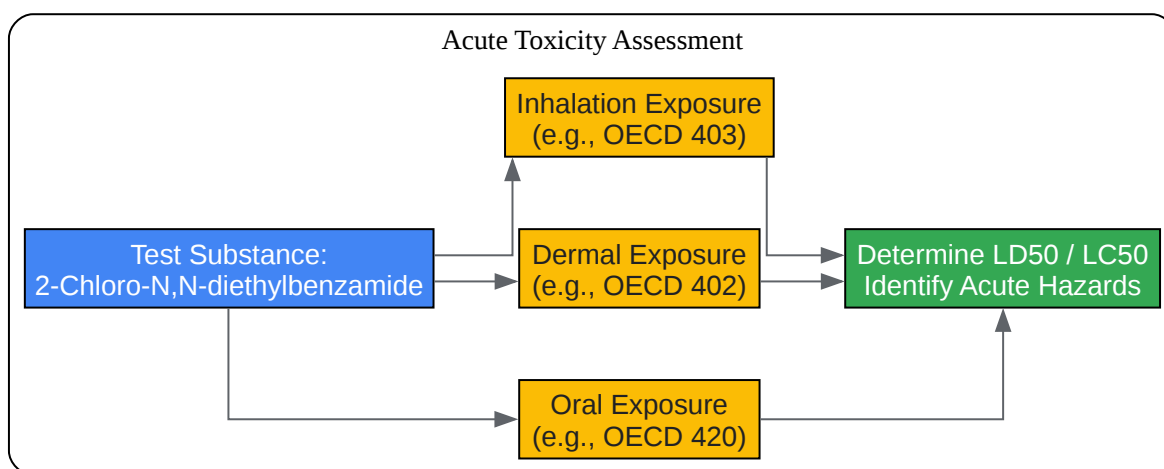 Acute Toxicity Assessment
Inhalation Exposure
(e.g., OECD 403)
Test Substance:
2-Chloro-N,N-diethylbenzamide
Dermal Exposure
(e.g., OECD 402)
Determine LD50 / LC50
Identify Acute Hazards
Oral Exposure
(e.g., OECD 420)